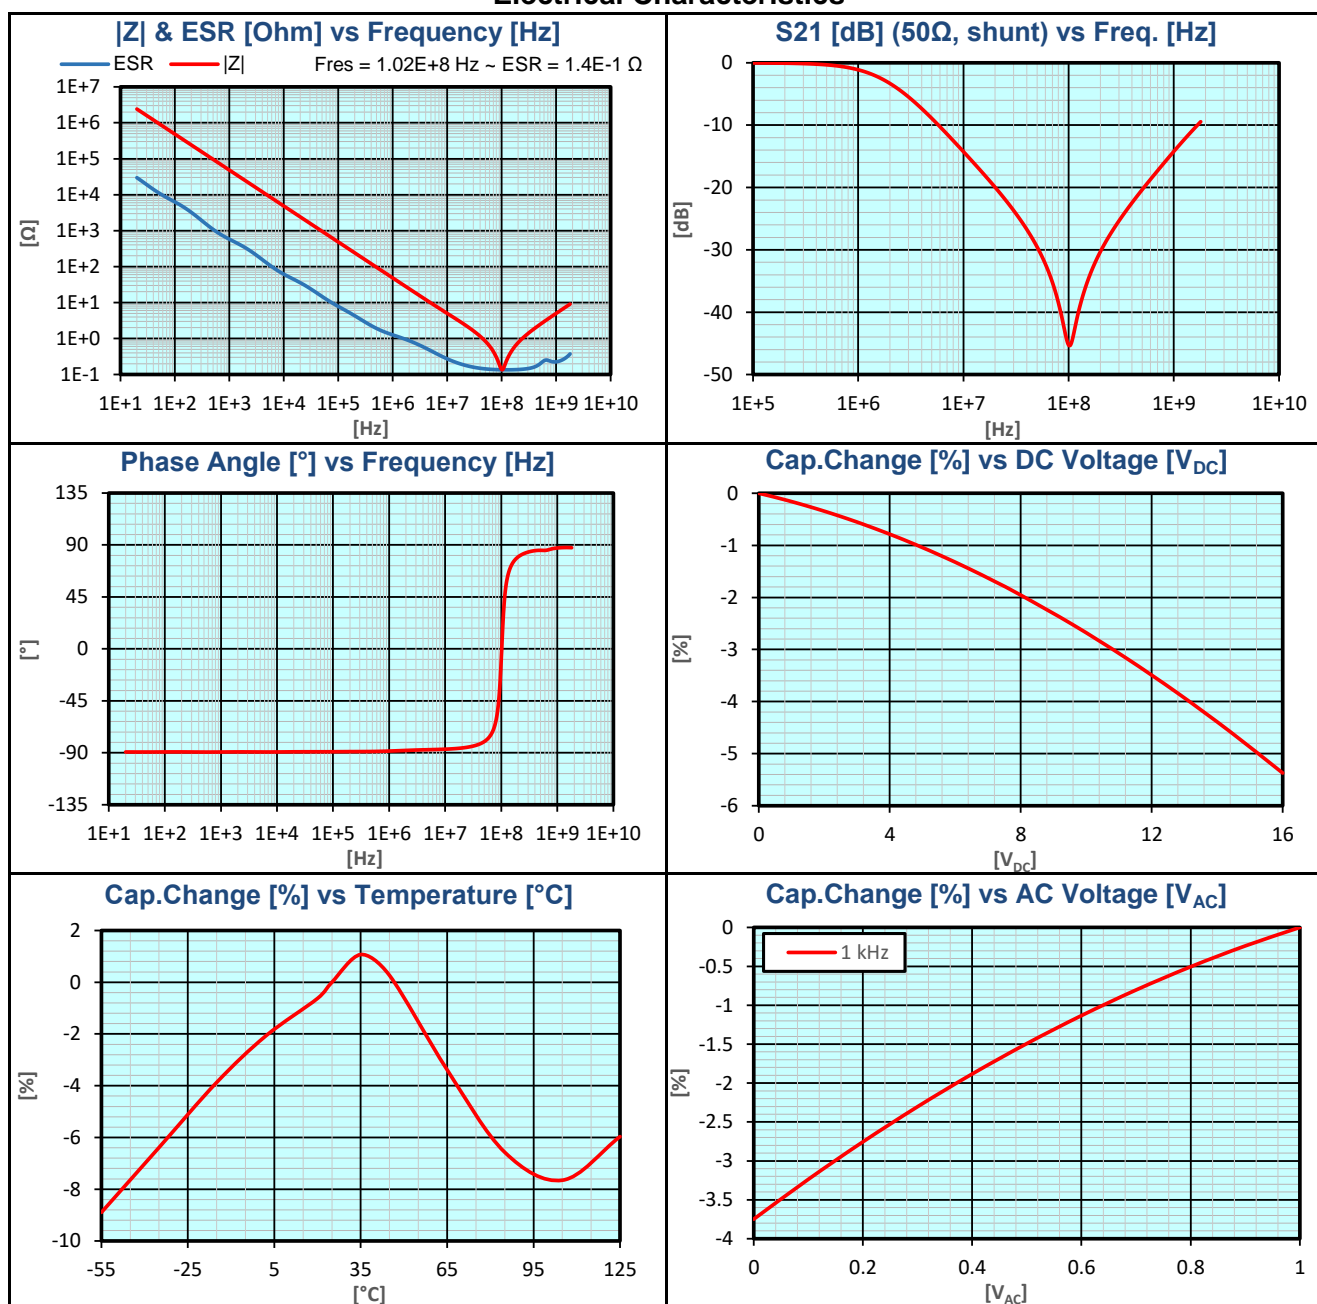 |Z| & ESR [Ohm] vs Frequency [Hz]
ESR |Z| Fres = 1.02E+8 Hz ~ ESR = 1.4E-1 Ω
1E+7
1E+6
1E+5
1E+4
1E+3
1E+2
1E+1
1E+0
1E-1
[Ω]
1E+1 1E+2 1E+3 1E+4 1E+5 1E+6 1E+7 1E+8 1E+9 1E+10
[Hz]
S21 [dB] (50Ω, shunt) vs Freq. [Hz]
0
-10
-20
-30
-40
-50
[dB]
1E+5 1E+6 1E+7 1E+8 1E+9 1E+10
[Hz]
Phase Angle [°] vs Frequency [Hz]
135
90
45
0
-45
-90
-135
[°]
1E+1 1E+2 1E+3 1E+4 1E+5 1E+6 1E+7 1E+8 1E+9 1E+10
[Hz]
Cap.Change [%] vs DC Voltage [VDC]
0
-1
-2
-3
-4
-5
-6
[%]
0 4 8 12 16
[VDC]
Cap.Change [%] vs Temperature [°C]
2
0
-2
-4
-6
-8
-10
[%]
-55 -25 5 35 65 95 125
[°C]
Cap.Change [%] vs AC Voltage [VAC]
1 kHz
0
-0.5
-1
-1.5
-2
-2.5
-3
-3.5
-4
[%]
0 0.2 0.4 0.6 0.8 1
[VAC]